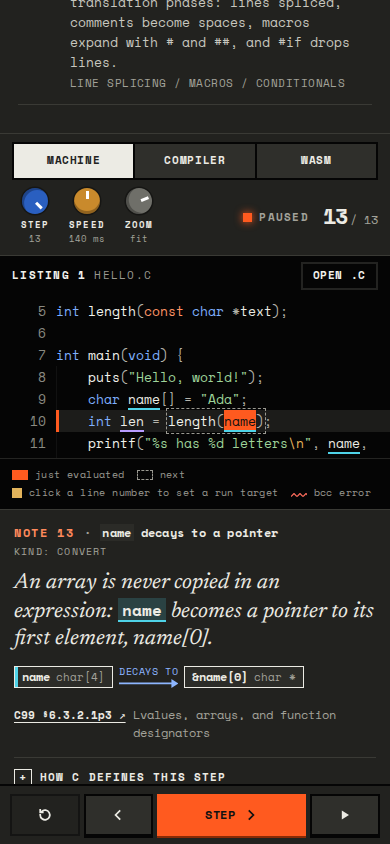 translation phases: lines spliced,
comments become spaces, macros
expand with # and ##, and #if drops
lines.
LINE SPLICING / MACROS / CONDITIONALS
MACHINE COMPILER WASM
STEP SPEED ZOOM
13 140 ms fit
PAUSED 13 / 13
LISTING 1 HELLO.C OPEN .C
5 int length(const char *text);
6
7 int main(void) {
8 puts("Hello, world!");
9 char name[] = "Ada";
10 int len = length(name);
11 printf("%s has %d letters\n", name,
just evaluated next
click a line number to set a run target bcc error
NOTE 13 · name decays to a pointer
KIND: CONVERT
An array is never copied in an
expression: name becomes a pointer to its
first element, name[0].
name char[4] DECAYS TO &name[0] char *
C99 §6.3.2.1p3 ↗ Lvalues, arrays, and function
designators
+ HOW C DEFINES THIS STEP
STEP